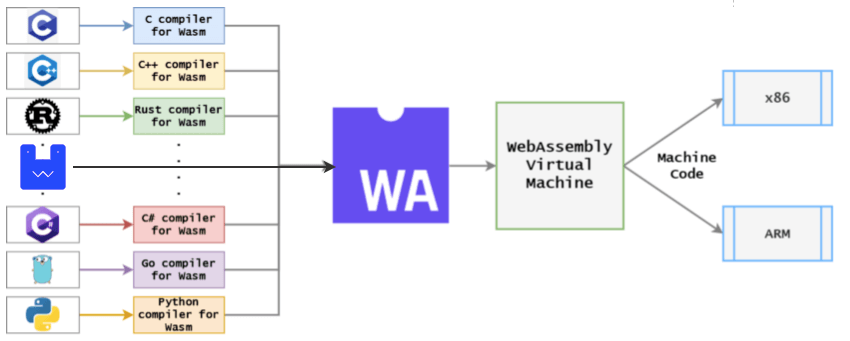 C
C compiler
for Wasm
C++
C++ compiler
for Wasm
R
Rust compiler
for Wasm
C#
C# compiler
for Wasm
Go compiler
for Wasm
Python
compiler for
Wasm
WA
WebAssembly
Virtual
Machine
Machine
Code
x86
ARM